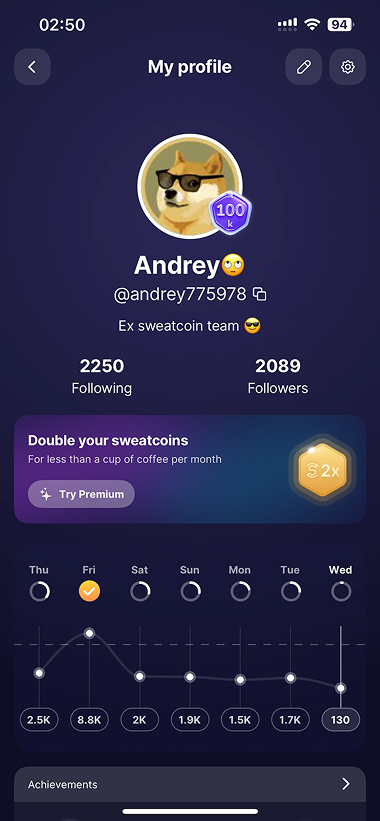 02:50
94
My profile
100
k
Andrey🙄
@andrey775978
Ex sweatcoin team 😎
2250
2089
Following
Followers
Double your sweatcoins
For less than a cup of coffee per month
Try Premium
2x
Thu Fri Sat Sun Mon Tue Wed
2.5K 8.8K 2K 1.9K 1.5K 1.7K 130
Achievements